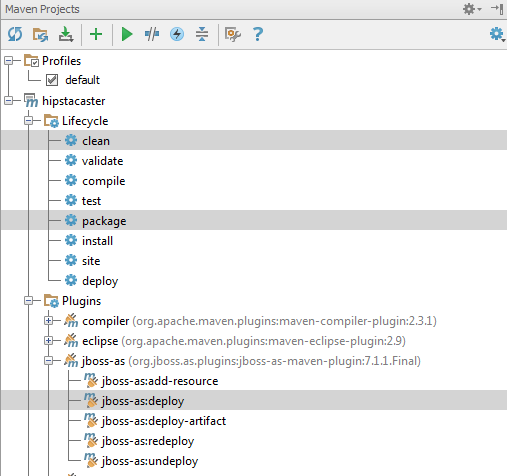 Maven Projects
Profiles
default
hipstacaster
Lifecycle
clean
validate
compile
test
package
install
site
deploy
Plugins
compiler (org.apache.maven.plugins:maven-compiler-plugin:2.3.1)
eclipse (org.apache.maven.plugins:maven-eclipse-plugin:2.9)
jboss-as (org.jboss.as.plugins:jboss-as-maven-plugin:7.1.1.Final)
jboss-as:add-resource
jboss-as:deploy
jboss-as:deploy-artifact
jboss-as:redeploy
jboss-as:undeploy